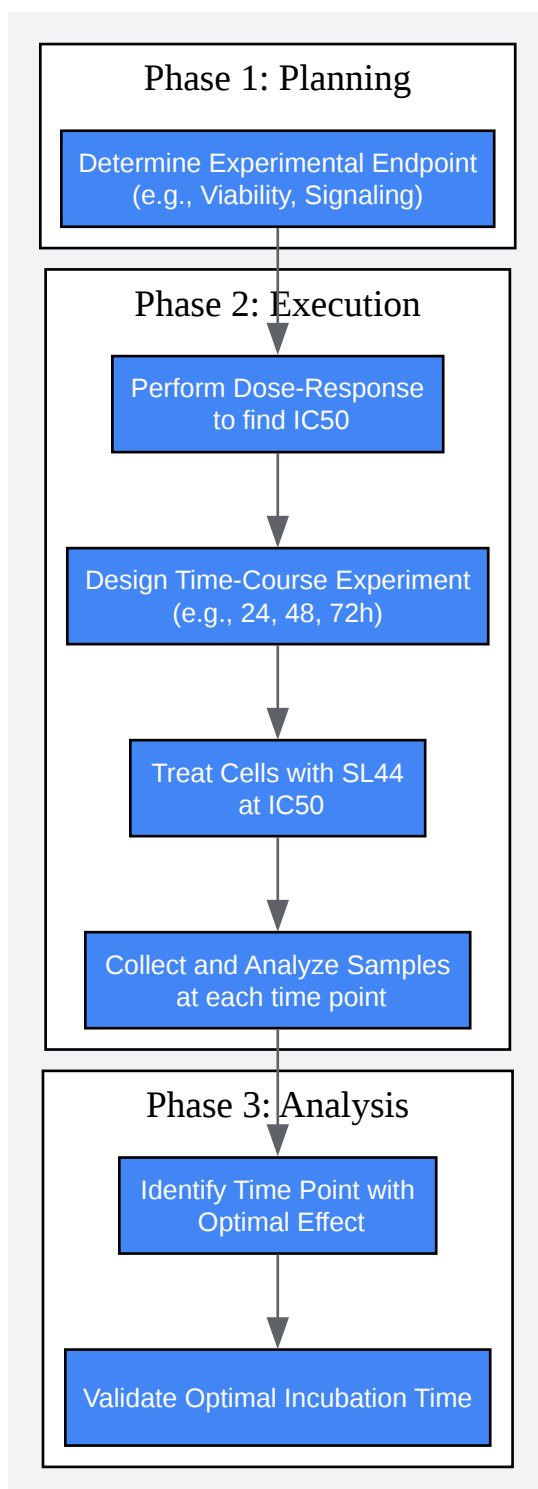 Phase 1: Planning
Determine Experimental Endpoint
(e.g., Viability, Signaling)
Phase 2: Execution
Perform Dose-Response
to find IC50
Design Time-Course Experiment
(e.g., 24, 48, 72h)
Treat Cells with SL44
at IC50
Collect and Analyze Samples
at each time point
Phase 3: Analysis
Identify Time Point with
Optimal Effect
Validate Optimal Incubation Time